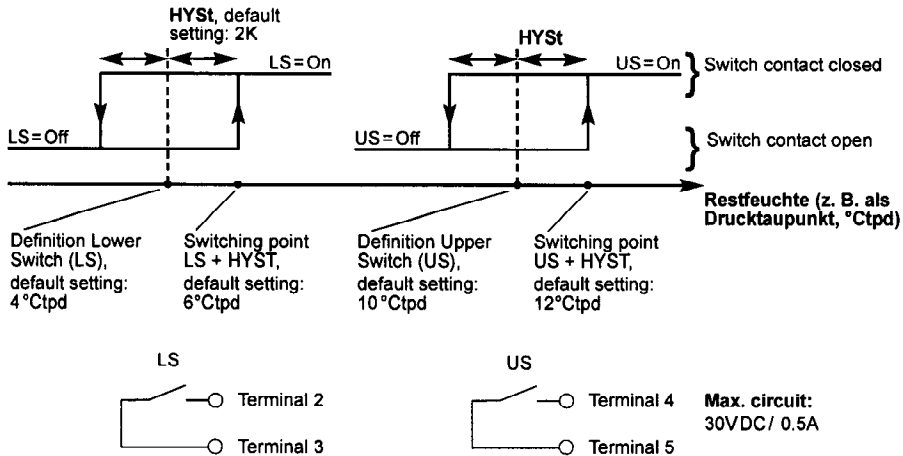 HYSt, default
setting: 2K
LS=On
LS=Off
HYSt
US=On
US=Off
} Switch contact closed
} Switch contact open
Restfeuchte (z. B. als
Drucktaupunkt, °Ctpd)
Definition Lower
Switch (LS),
default setting:
4°Ctpd
Switching point
LS + HYST,
default setting:
6°Ctpd
Definition Upper
Switch (US),
default setting:
10°Ctpd
Switching point
US + HYST,
default setting:
12°Ctpd
LS
Terminal 2
Terminal 3
US
Terminal 4
Terminal 5
Max. circuit:
30VDC/ 0.5A